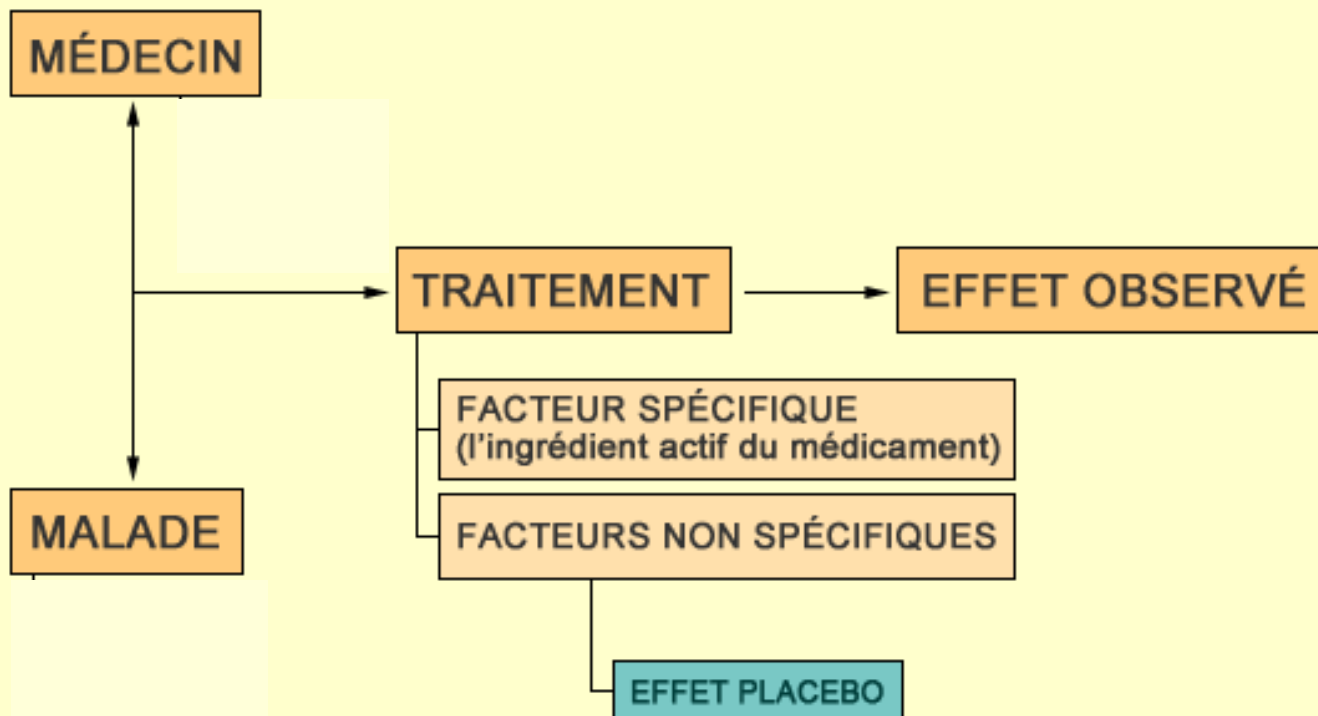 MÉDECIN
TRAITEMENT
EFFET OBSERVÉ
FACTEUR SPÉCIFIQUE
(l'ingrédient actif du médicament)
MALADE
FACTEURS NON SPÉCIFIQUES
EFFET PLACEBO